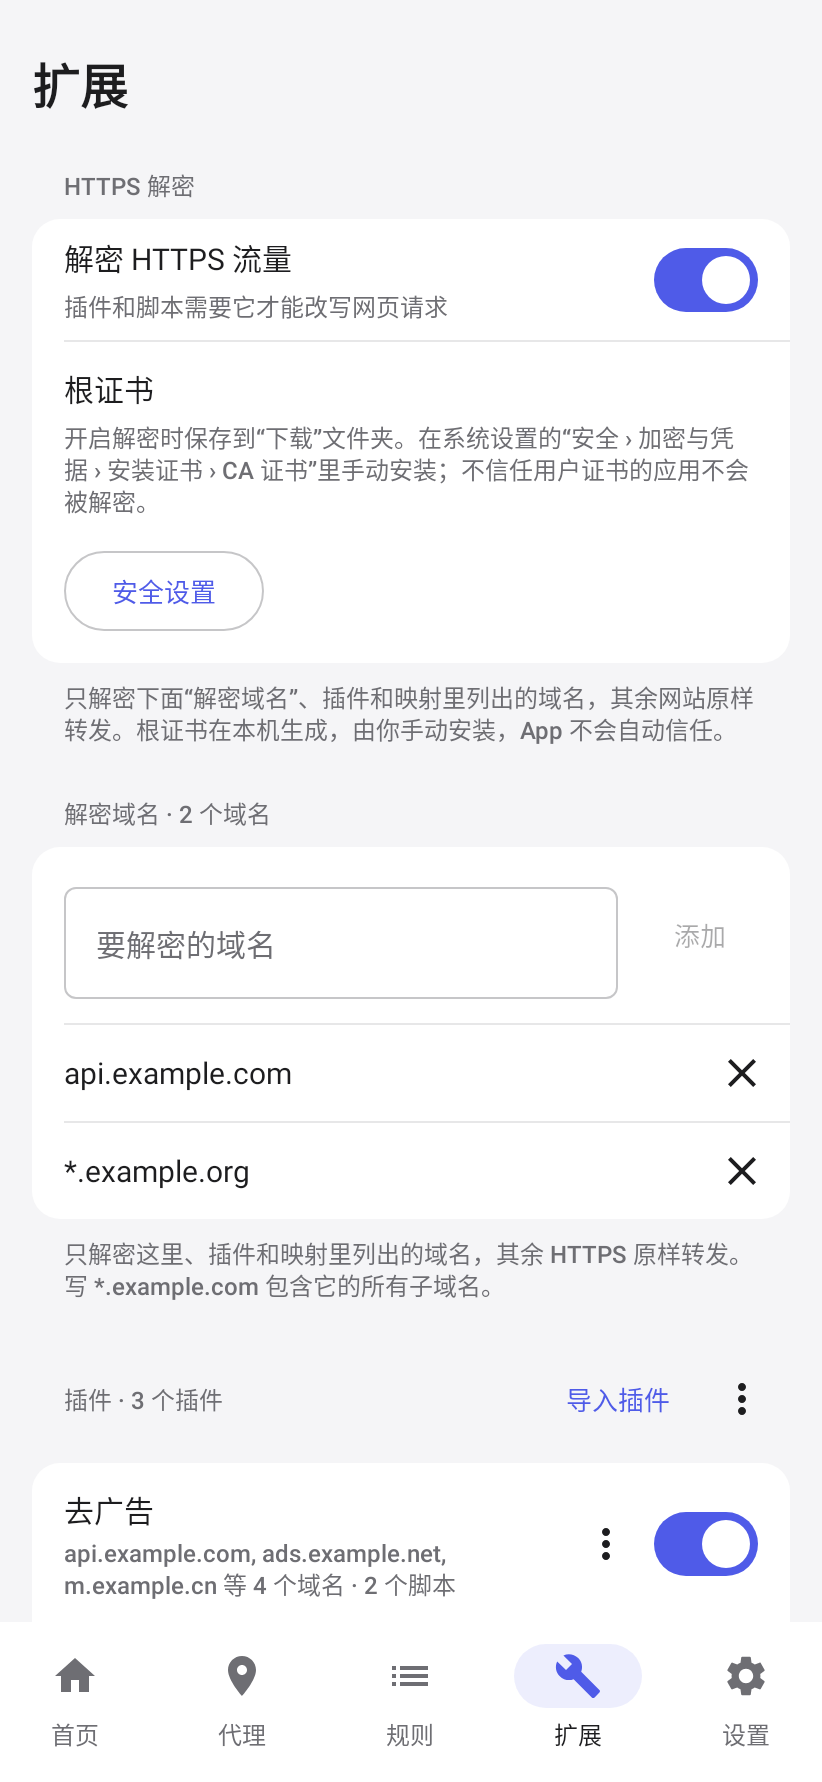 扩展
HTTPS 解密
解密 HTTPS 流量
插件和脚本需要它才能改写网页请求
根证书
开启解密时保存到“下载”文件夹。在系统设置的“安全 › 加密与凭
据 › 安装证书 › CA 证书”里手动安装；不信任用户证书的应用不会
被解密。
安全设置
只解密下面“解密域名”、插件和映射里列出的域名，其余网站原样
转发。根证书在本机生成，由你手动安装，App 不会自动信任。
解密域名 · 2 个域名
要解密的域名
添加
api.example.com
*.example.org
只解密这里、插件和映射里列出的域名，其余 HTTPS 原样转发。
写 *.example.com 包含它的所有子域名。
插件 · 3 个插件
导入插件
去广告
api.example.com, ads.example.net,
m.example.cn 等 4 个域名 · 2 个脚本
首页
代理
规则
扩展
设置